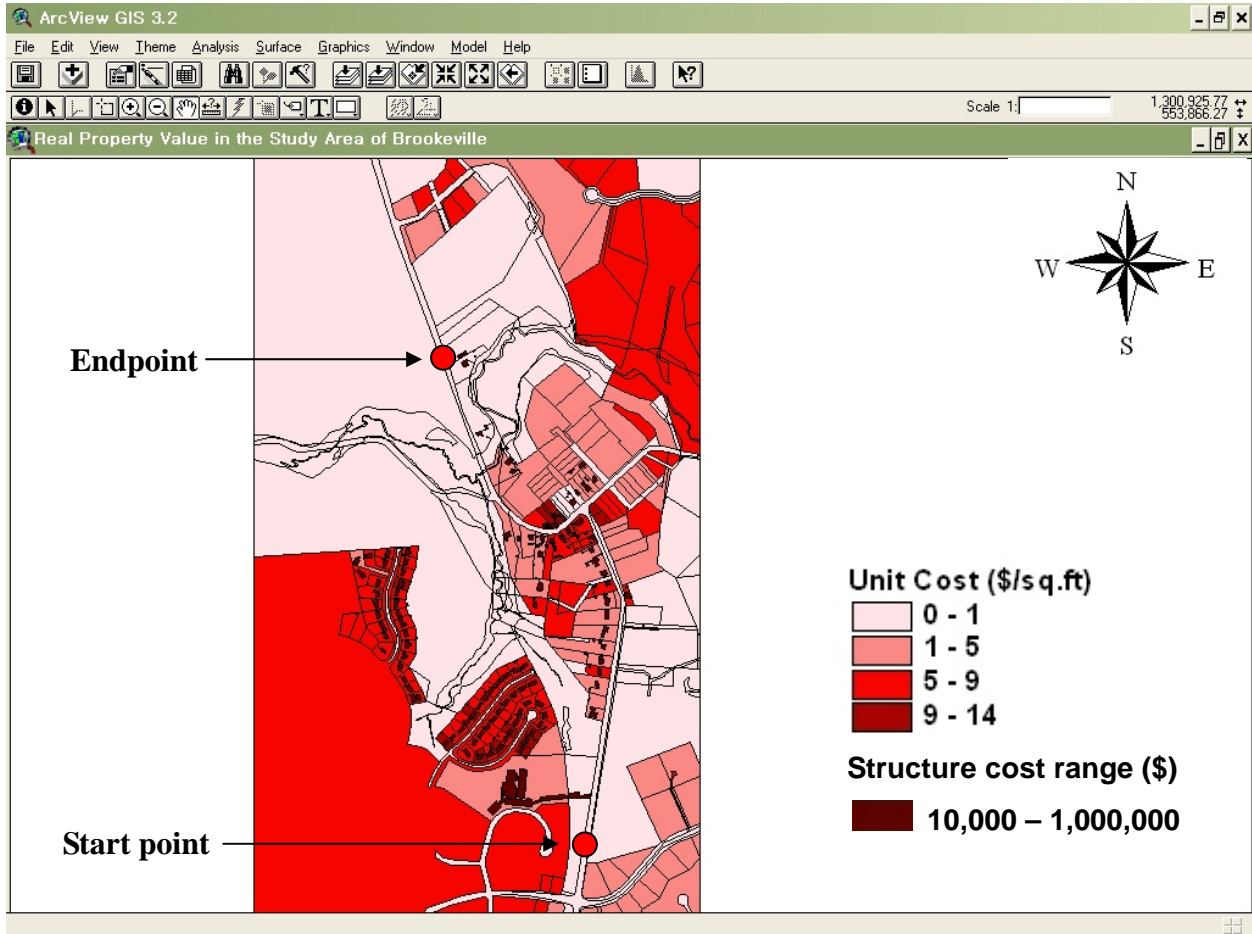 ArcView GIS 3.2
File Edit View Theme Analysis Surface Graphics Window Model Help
Scale 1:
1,300,925.77
553,866.27
Real Property Value in the Study Area of Brookeville
N
W E
S
Endpoint
Unit Cost ($/sq.ft)
0 - 1
1 - 5
5 - 9
9 - 14
Structure cost range ($)
10,000 – 1,000,000
Start point